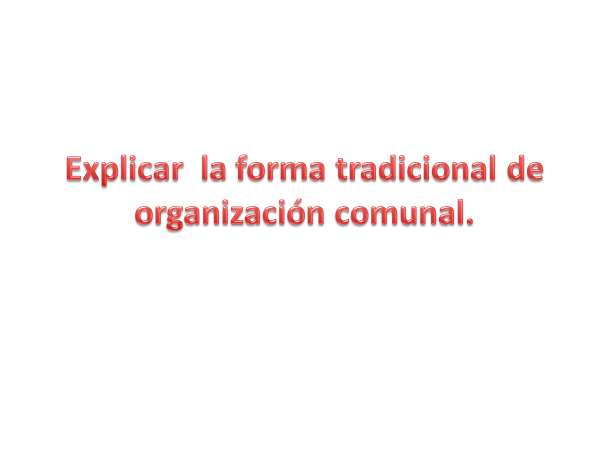 Explicar  la forma tradicional de
organización comunal.